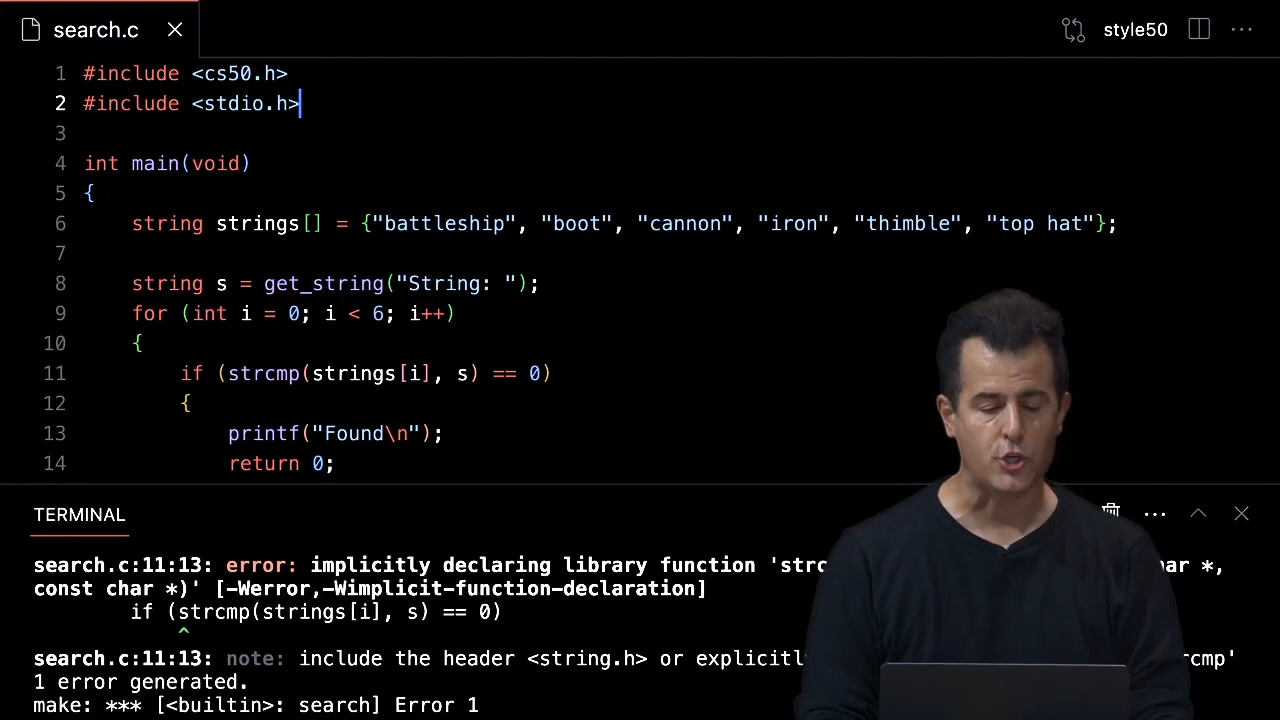 search.c
style50
1 #include <cs50.h>
2 #include <stdio.h>
3
4 int main(void)
5 {
6 string strings[] = {"battleship", "boot", "cannon", "iron", "thimble", "top hat"};
7
8 string s = get_string("String: ");
9 for (int i = 0; i < 6; i++)
10 {
11 if (strcmp(strings[i], s) == 0)
12 {
13 printf("Found\n");
14 return 0;
TERMINAL
search.c:11:13: error: implicitly declaring library function *,
const char *)' [-Werror,-Wimplicit-function-declaration]
if (strcmp(strings[i], s) == 0)
^
search.c:11:13: note: include the header <string.h> or
1 error generated.
make: *** [<builtin>: search] Error 1